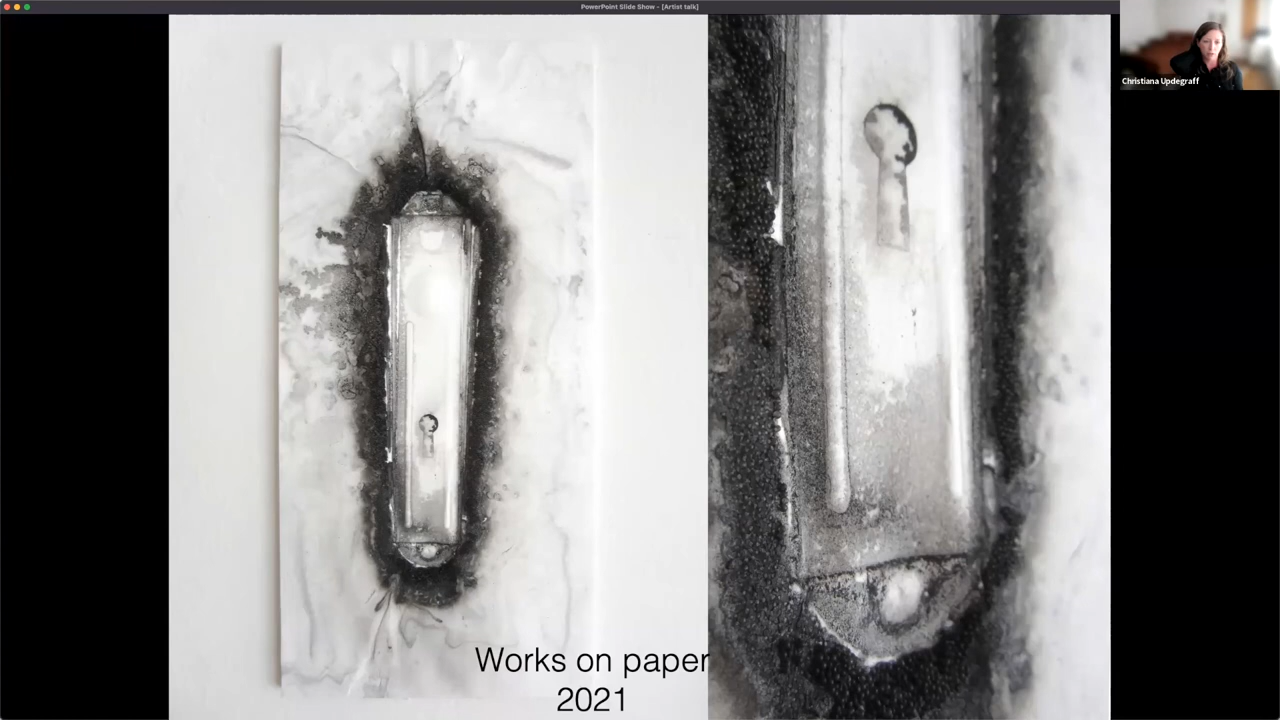 PowerPoint Slide Show - [Artist talk]
Christiana Updegraff
Works on paper
2021